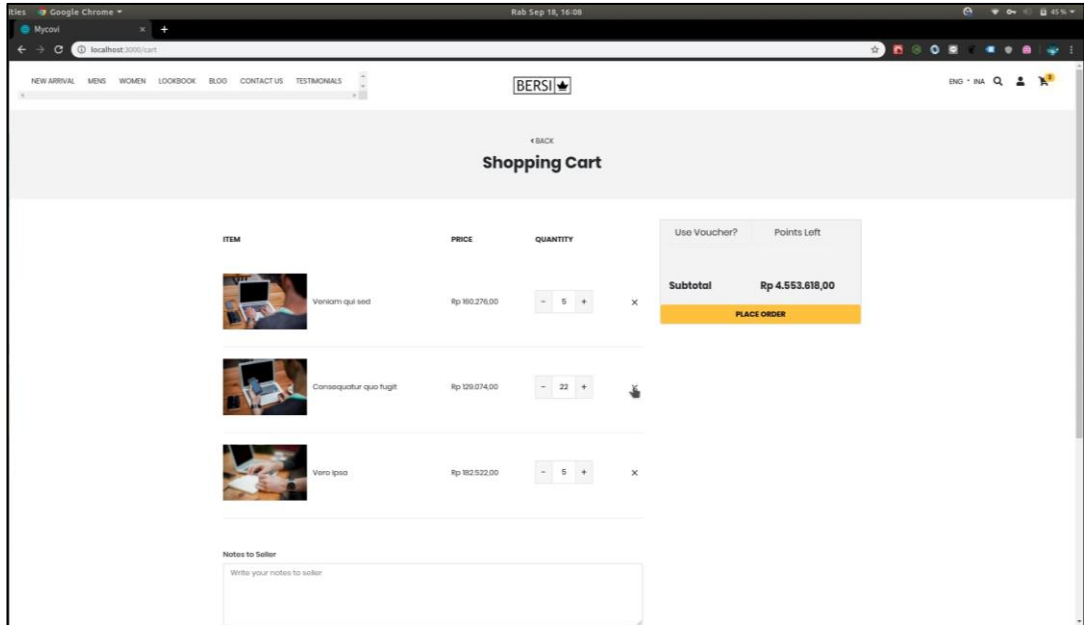 ities Google Chrome Rab Sep 18, 16:08 45%
Mycovi
localhost:3000/cart
NEW ARRIVAL MENS WOMEN LOOKBOOK BLOG CONTACT US TESTIMONIALS BERSI ENG - INA 3
BACK
Shopping Cart
ITEM PRICE QUANTITY Use Voucher? Points Left
Subtotal Rp 4.553.618,00
PLACE ORDER
Veniam qui sed Rp 160.276,00 - 5 + ×
Consequatur quo fugit Rp 129.074,00 - 22 + ×
Vero ipsa Rp 182.522,00 - 5 + ×
Notes to Seller
Write your notes to seller